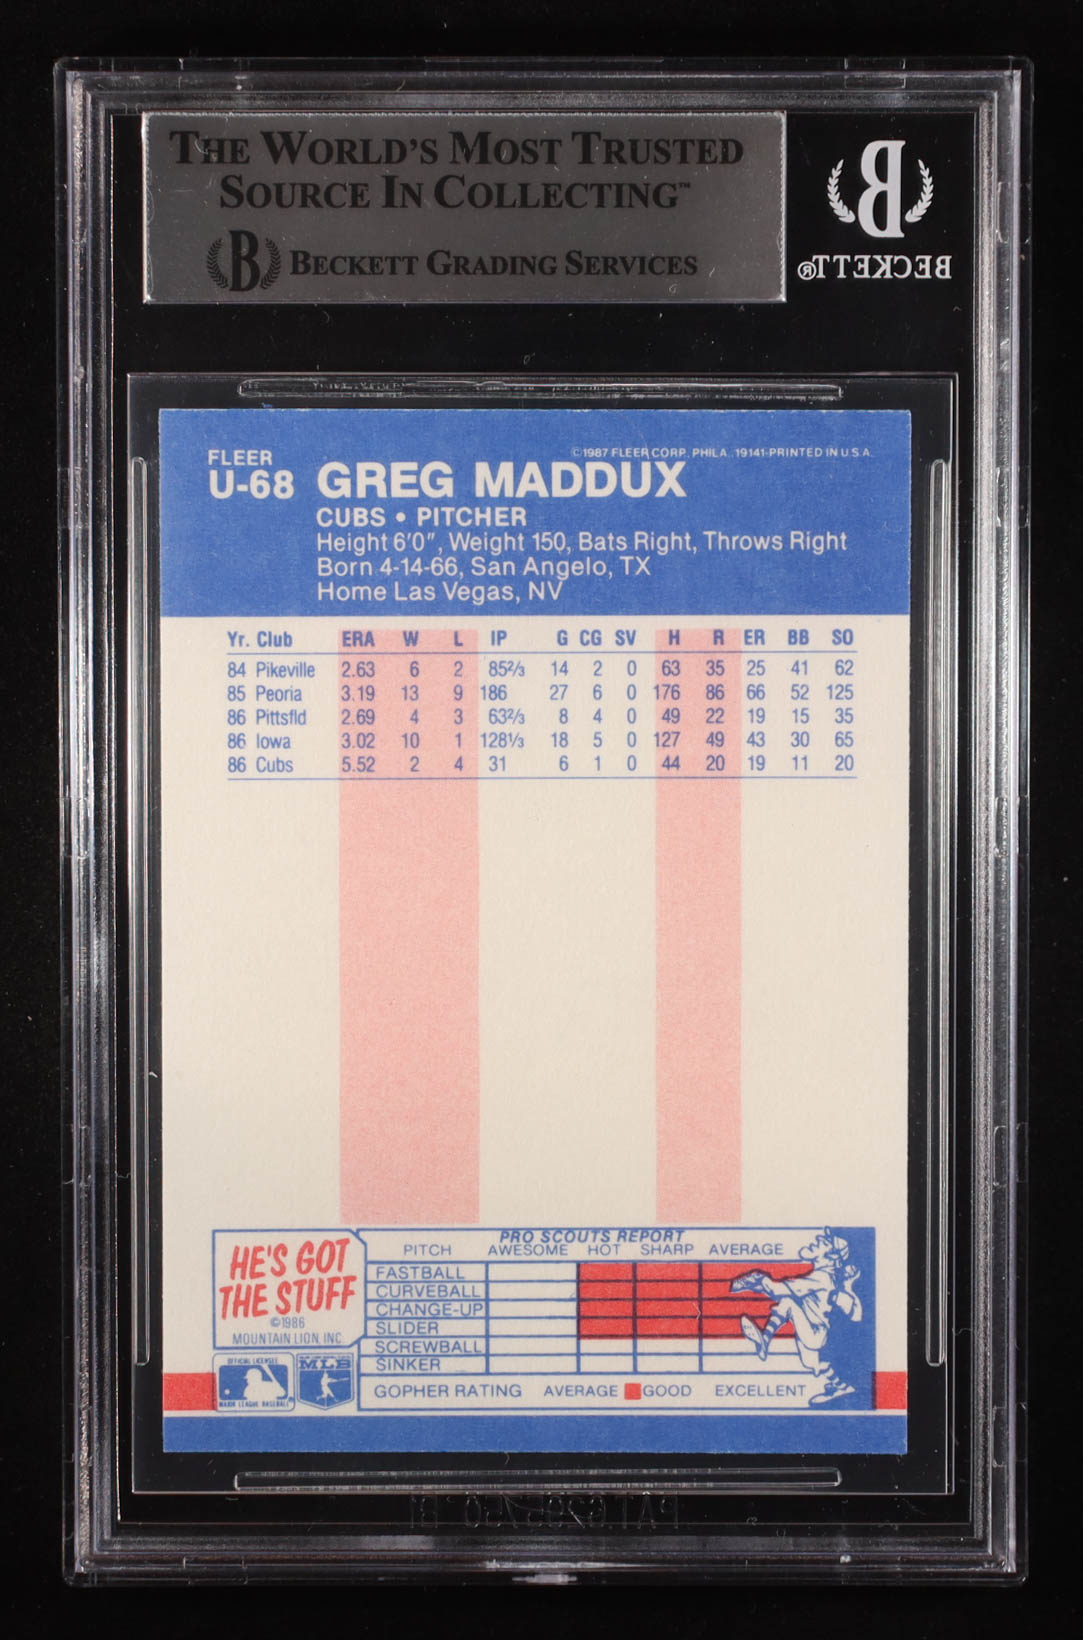 THE WORLD'S MOST TRUSTED
SOURCE IN COLLECTING™
B BECKETT GRADING SERVICES
B
BECKETT®
FLEER
U-68
©1987 FLEER CORP. PHILA. 19141-PRINTED IN U.S.A.
GREG MADDUX
CUBS • PITCHER
Height 6'0", Weight 150, Bats Right, Throws Right
Born 4-14-66, San Angelo, TX
Home Las Vegas, NV
Yr. Club ERA W L IP G CG SV H R ER BB SO
84 Pikeville 2.63 6 2 85⅔ 14 2 0 63 35 25 41 62
85 Peoria 3.19 13 9 186 27 6 0 176 86 66 52 125
86 Pittsfld 2.69 4 3 63⅔ 8 4 0 49 22 19 15 35
86 Iowa 3.02 10 1 128⅓ 18 5 0 127 49 43 30 65
86 Cubs 5.52 2 4 31 6 1 0 44 20 19 11 20
HE'S GOT
THE STUFF
©1986
MOUNTAIN LION, INC.
OFFICIAL LICENSEE
MAJOR LEAGUE BASEBALL
MLB
PRO SCOUTS REPORT
PITCH AWESOME HOT SHARP AVERAGE
FASTBALL
CURVEBALL
CHANGE-UP
SLIDER
SCREWBALL
SINKER
GOPHER RATING AVERAGE GOOD EXCELLENT